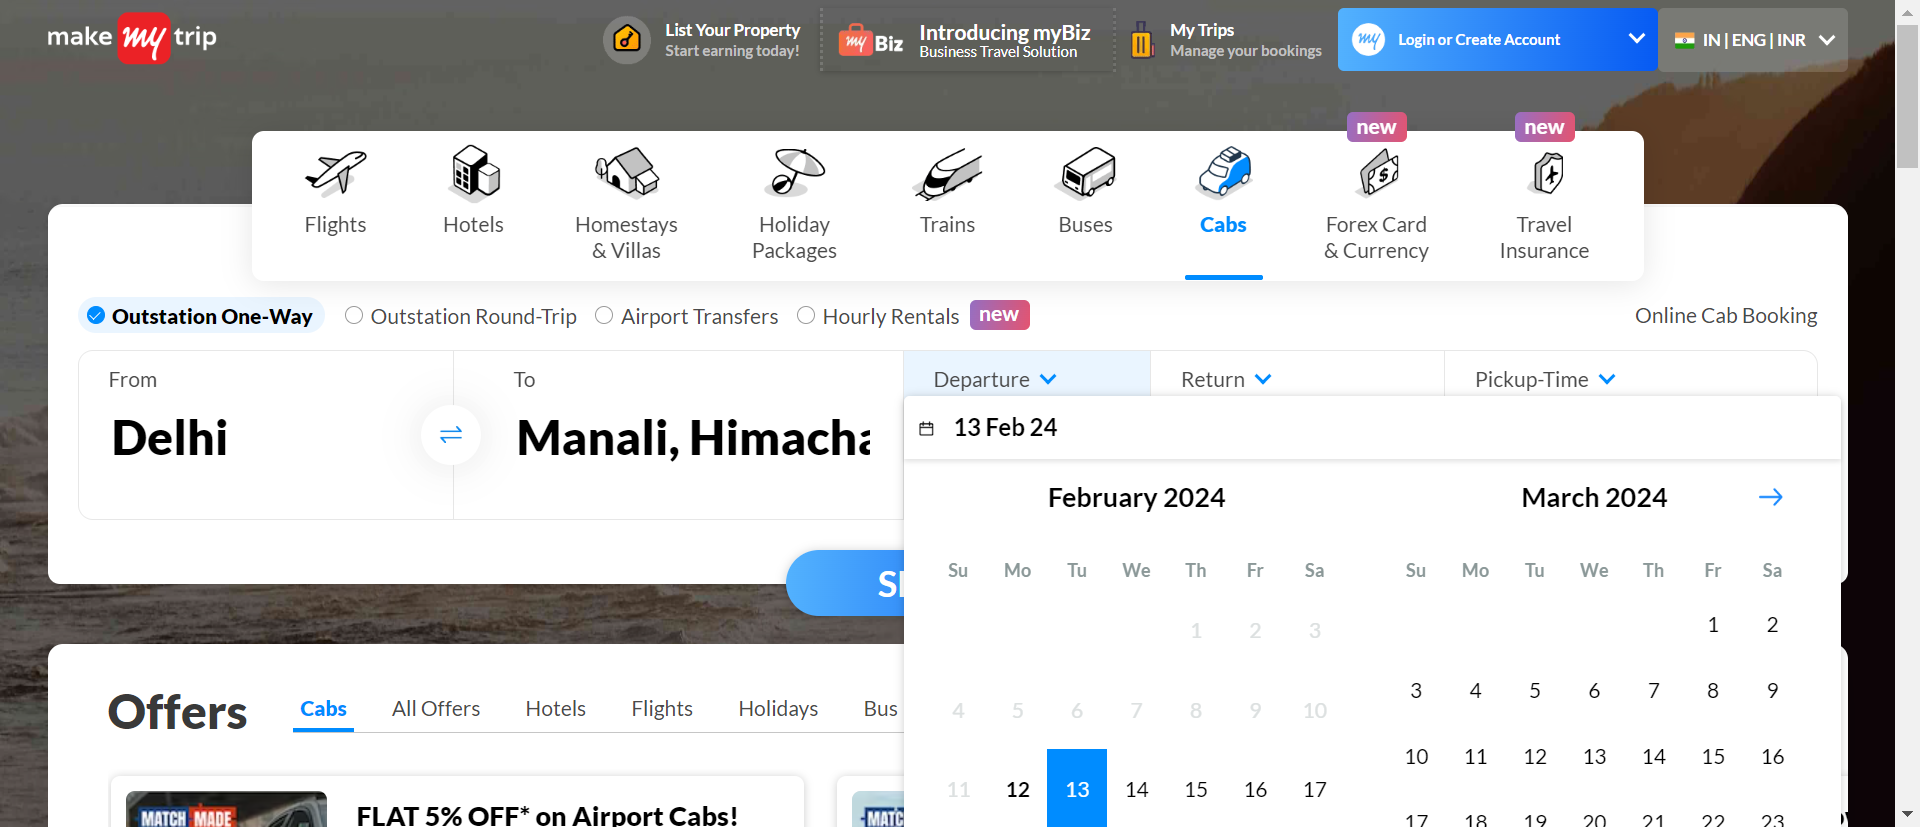 make my trip
List Your Property
Start earning today!
my Biz
Introducing myBiz
Business Travel Solution
My Trips
Manage your bookings
my Login or Create Account
IN | ENG | INR
new
new
Flights
Hotels
Homestays
& Villas
Holiday
Packages
Trains
Buses
Cabs
Forex Card
& Currency
Travel
Insurance
Outstation One-Way
Outstation Round-Trip
Airport Transfers
Hourly Rentals
new
Online Cab Booking
From
To
Departure
Return
Pickup-Time
Delhi
Manali, Himacha
13 Feb 24
February 2024
March 2024
Su Mo Tu We Th Fr Sa
Su Mo Tu We Th Fr Sa
1 2 3
1 2
4 5 6 7 8 9 10
3 4 5 6 7 8 9
11 12 13 14 15 16 17
10 11 12 13 14 15 16
17 18 19 20 21 22 23
Offers
Cabs
All Offers
Hotels
Flights
Holidays
Bus
MATCH MADE
FLAT 5% OFF* on Airport Cabs!